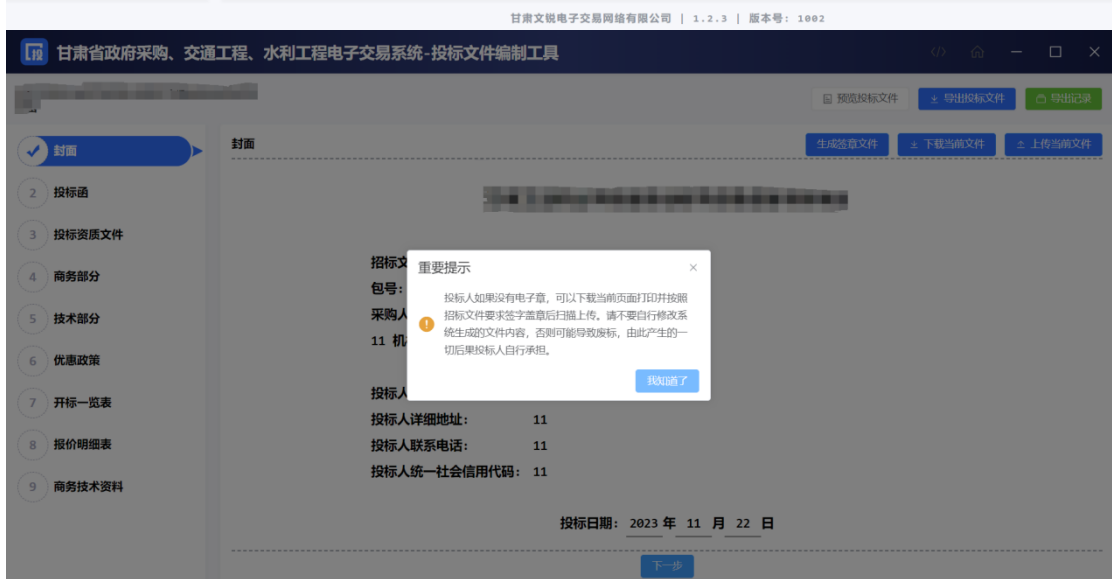 甘肃文锐电子交易网络有限公司 | 1.2.3 | 版本号: 1002
投 甘肃省政府采购、交通工程、水利工程电子交易系统-投标文件编制工具
预览投标文件 导出投标文件 导出记录
封面
2 投标函
3 投标资质文件
4 商务部分
5 技术部分
6 优惠政策
7 开标一览表
8 报价明细表
9 商务技术资料
封面
生成签章文件 下载当前文件 上传当前文件
招标文
包号:
采购人
11 机
投标人
投标人详细地址: 11
投标人联系电话: 11
投标人统一社会信用代码: 11
投标日期: 2023 年 11 月 22 日
下一步
重要提示
投标人如果没有电子章，可以下载当前页面打印并按照
招标文件要求签字盖章后扫描上传。请不要自行修改系
统生成的文件内容，否则可能导致废标，由此产生的一
切后果投标人自行承担。
我知道了